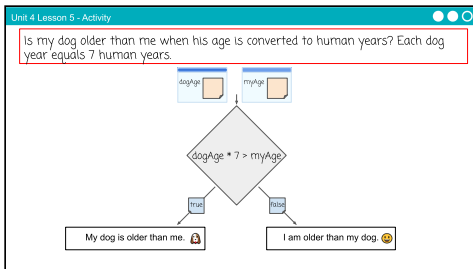 Unit 4 Lesson 5 - Activity
Is my dog older than me when his age is converted to human years? Each dog
year equals 7 human years.
dogAge myAge
dogAge * 7 > myAge
true false
My dog is older than me. I am older than my dog.